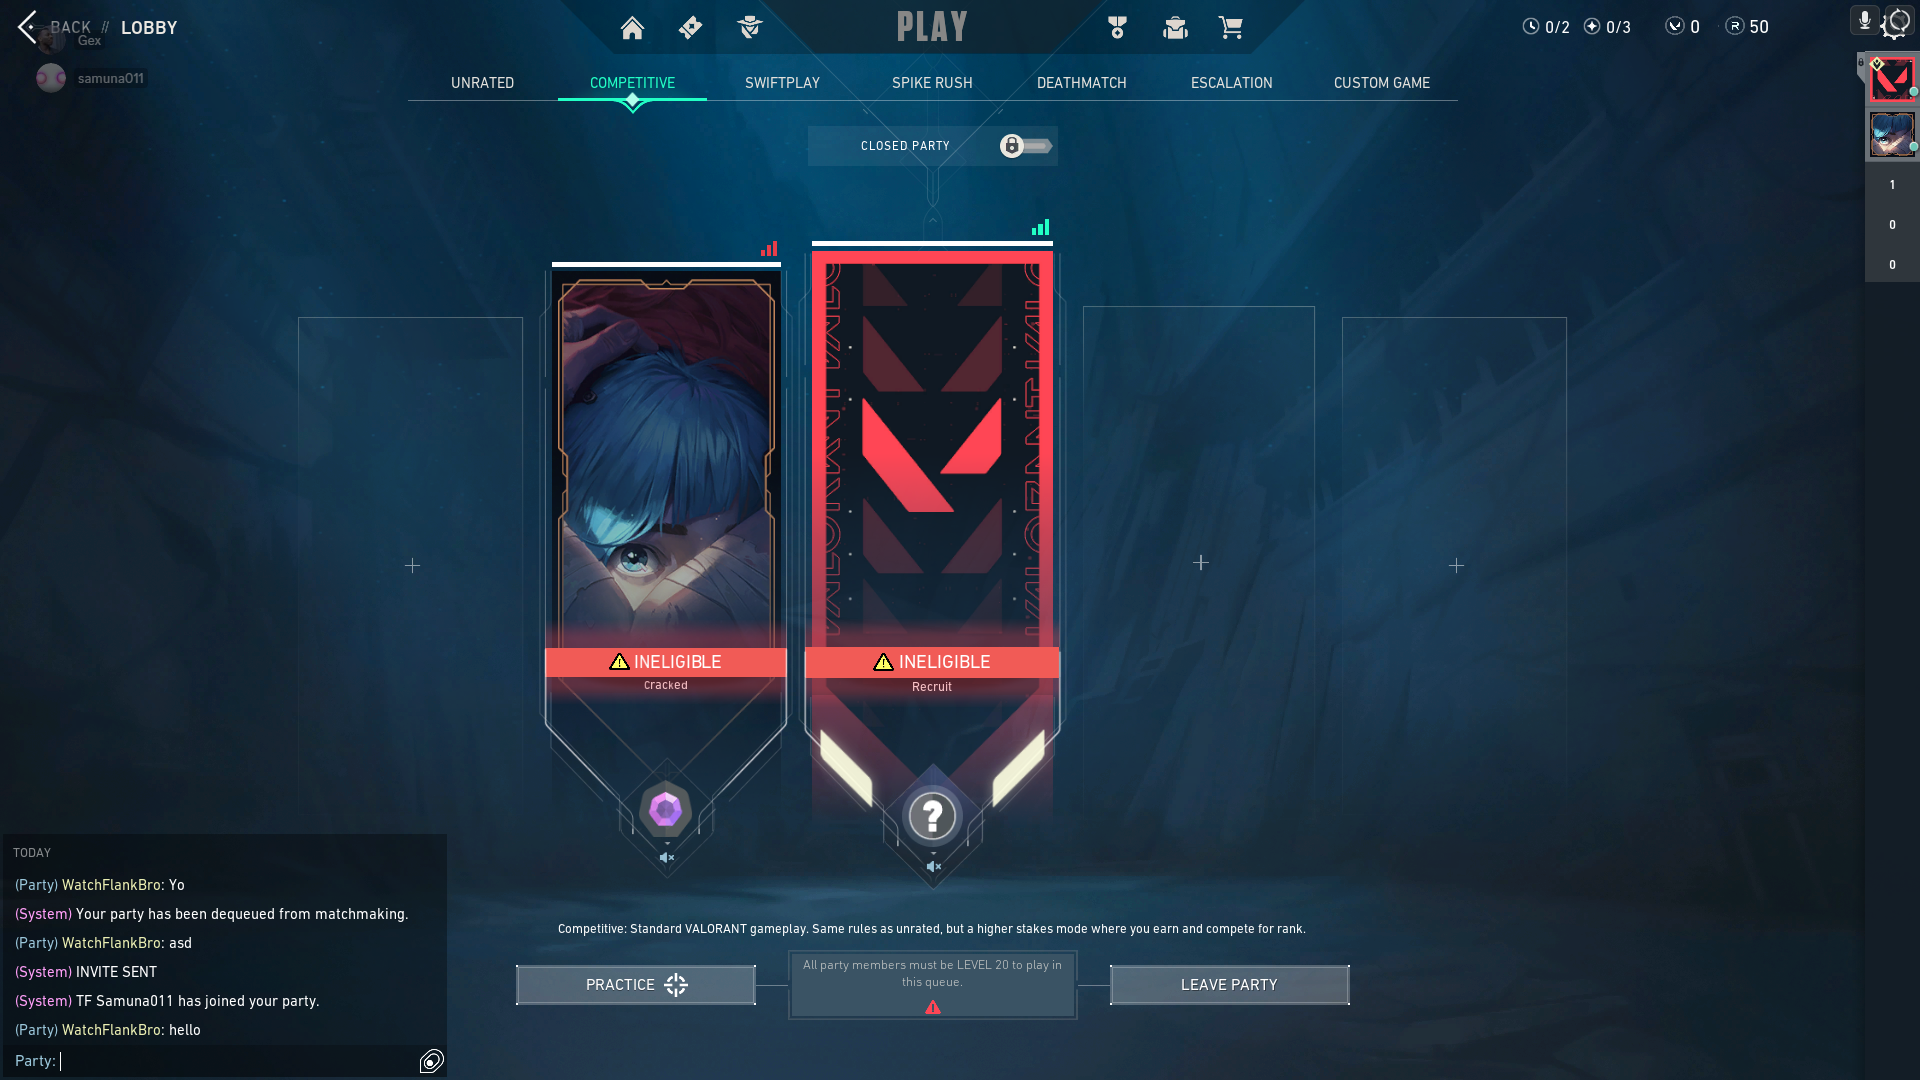 BACK // LOBBY
Gex
samuna011
PLAY
0/2
0/3
0
50
UNRATED
COMPETITIVE
SWIFTPLAY
SPIKE RUSH
DEATHMATCH
ESCALATION
CUSTOM GAME
CLOSED PARTY
1
0
0
INELIGIBLE
Cracked
INELIGIBLE
Recruit
?
TODAY
(Party) WatchFlankBro: Yo
(System) Your party has been dequeued from matchmaking.
(Party) WatchFlankBro: asd
(System) INVITE SENT
(System) TF Samuna011 has joined your party.
(Party) WatchFlankBro: hello
Party:
Competitive: Standard VALORANT gameplay. Same rules as unrated, but a higher stakes mode where you earn and compete for rank.
PRACTICE
All party members must be LEVEL 20 to play in
this queue.
LEAVE PARTY